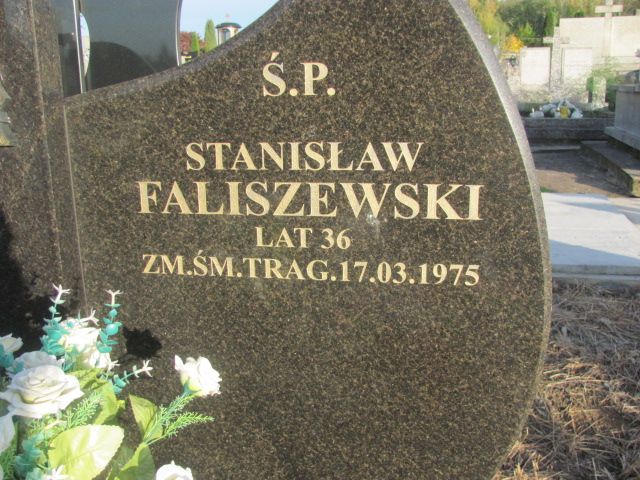 Ś.P.
STANISŁAW
FALISZEWSKI
LAT 36
ZM.ŚM.TRAG.17.03.1975